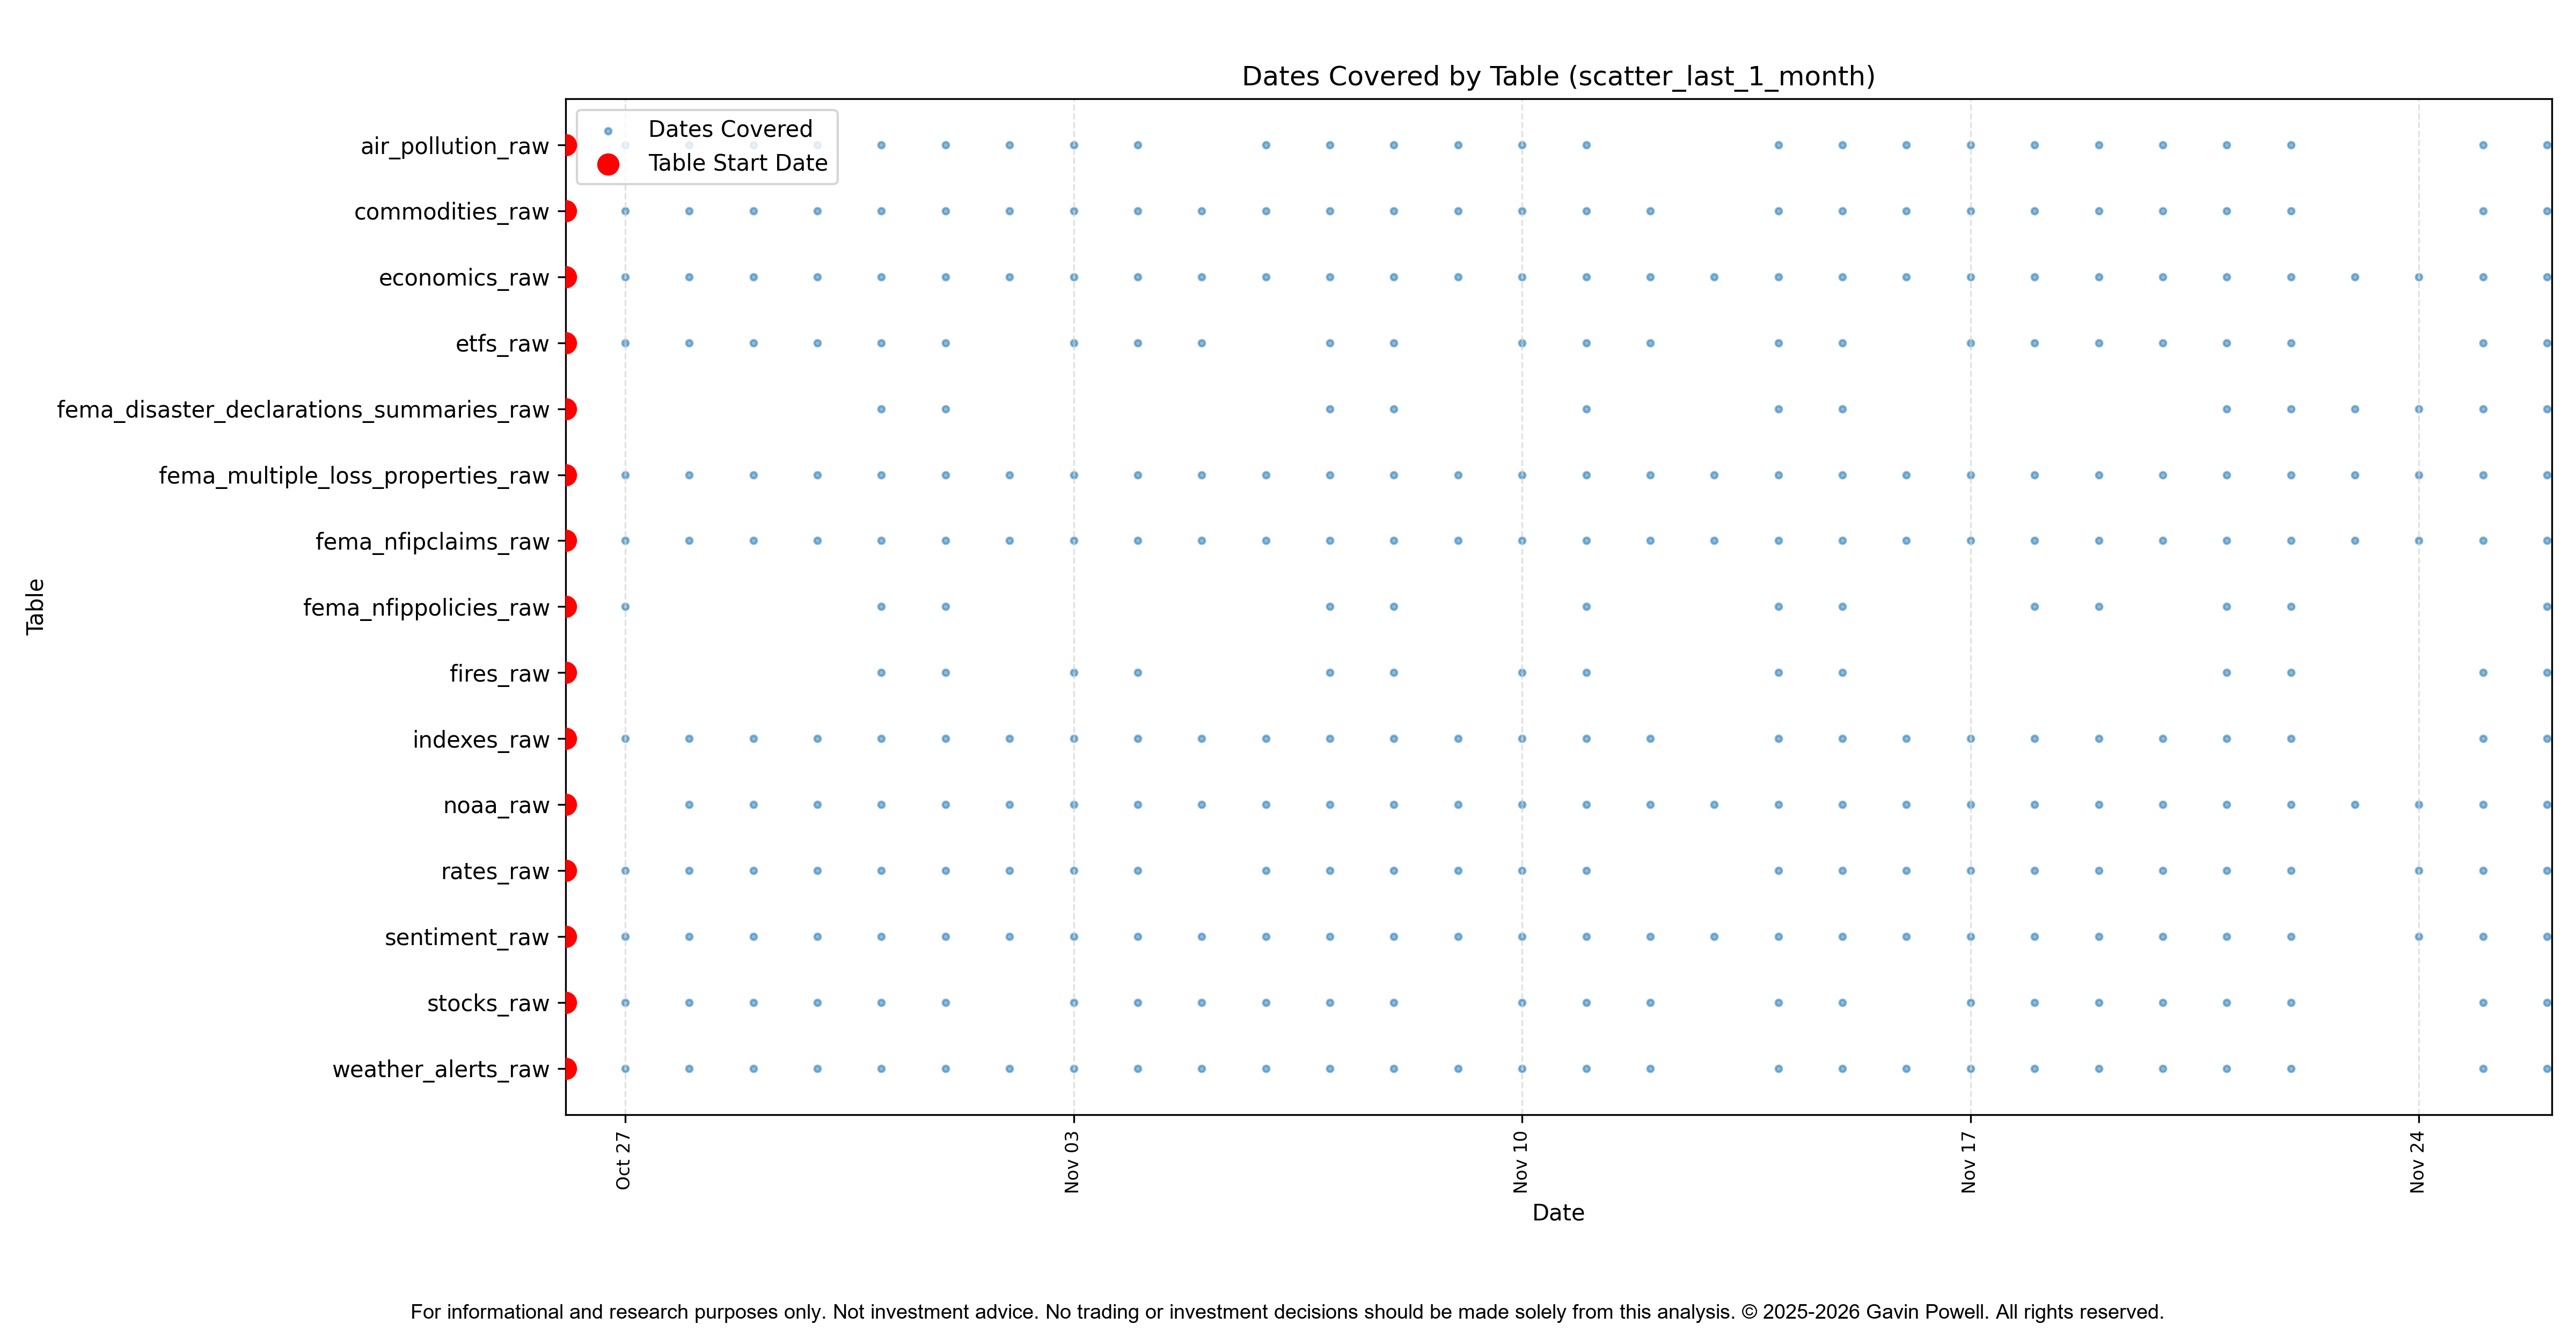 Dates Covered by Table (scatter_last_1_month)
Dates Covered
Table Start Date
air_pollution_raw
commodities_raw
economics_raw
etfs_raw
fema_disaster_declarations_summaries_raw
fema_multiple_loss_properties_raw
fema_nfipclaims_raw
fema_nfippolicies_raw
fires_raw
indexes_raw
noaa_raw
rates_raw
sentiment_raw
stocks_raw
weather_alerts_raw
Table
Oct 27
Nov 03
Nov 10
Nov 17
Nov 24
Date
For informational and research purposes only. Not investment advice. No trading or investment decisions should be made solely from this analysis. © 2025-2026 Gavin Powell. All rights reserved.